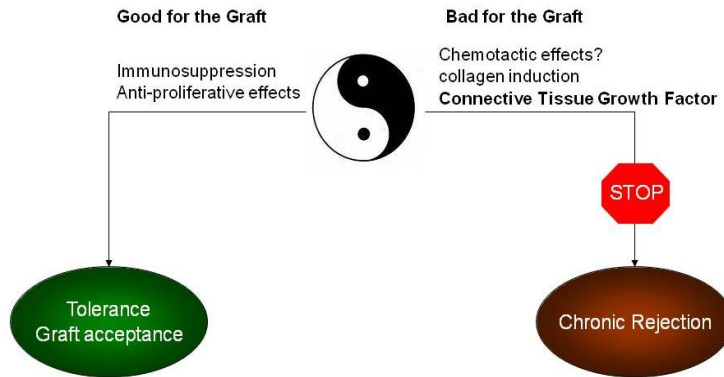 Good for the Graft
Bad for the Graft
Immunosuppression
Anti-proliferative effects
Chemotactic effects?
collagen induction
Connective Tissue Growth Factor
STOP
Tolerance
Graft acceptance
Chronic Rejection